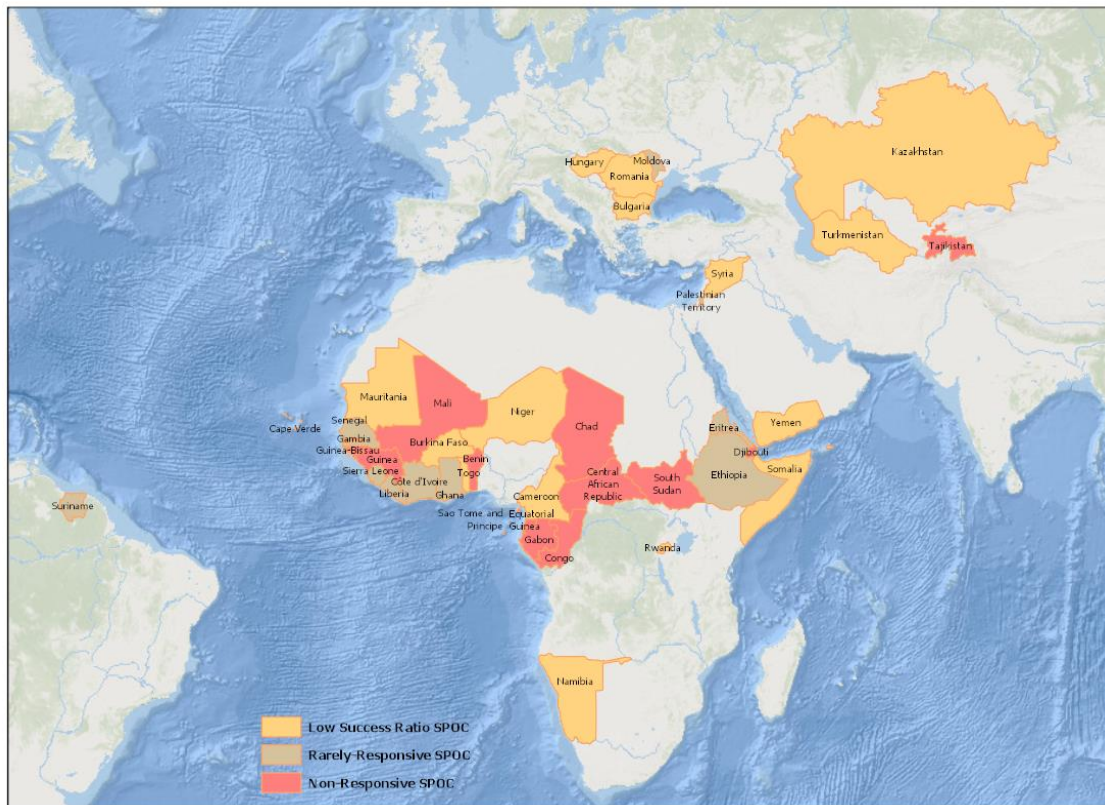 Kazakhstan
Hungary
Moldova
Romania
Bulgaria
Turkmenistan
Tajikistan
Syria
Palestinian
Territory
Mauritania
Mali
Niger
Chad
Cape Verde
Senegal
Gambia
Guinea-Bissau
Guinea
Sierra Leone
Liberia
Côte d'Ivoire
Burkina Faso
Ghana
Togo
Benin
Yemen
Eritrea
Djibouti
Somalia
Ethiopia
South
Sudan
Central
African
Republic
Cameroon
Equatorial
Guinea
Sao Tome and
Principe
Gabon
Congo
Rwanda
Suriname
Namibia
Low Success Ratio SPOC
Rarely-Responsive SPOC
Non-Responsive SPOC